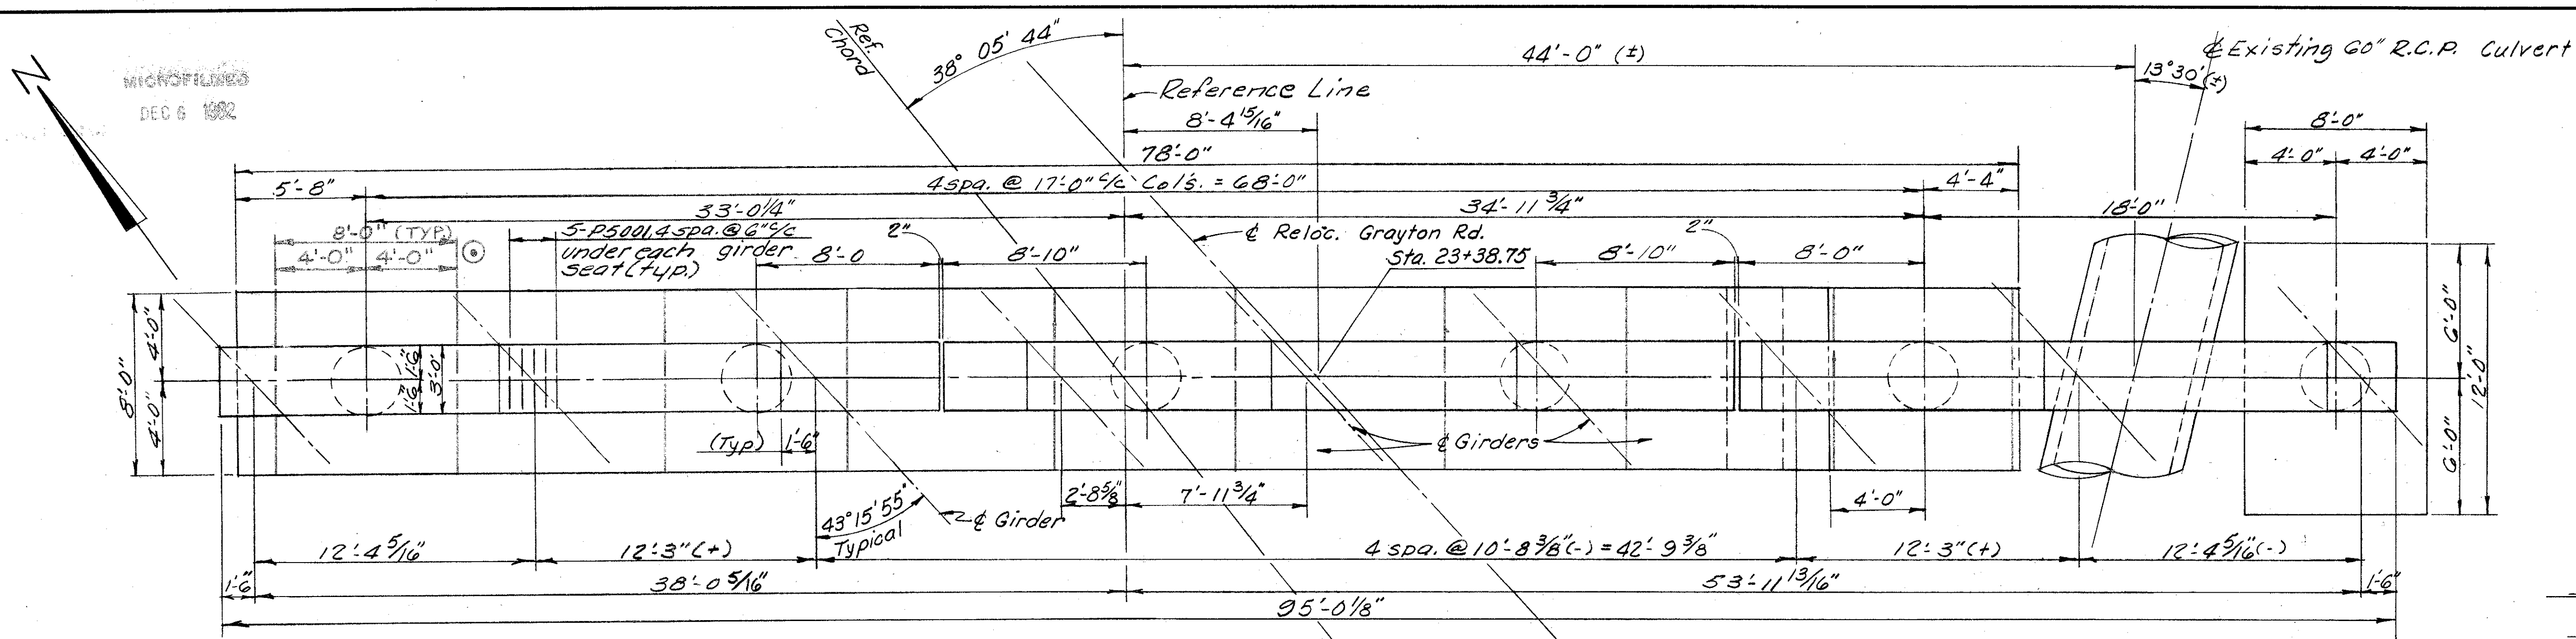 N
MICROFILMED
DEC 6 1982
Ref.
Chord
38° 05' 44"
44'-0" (±)
℄ Existing 60" R.C.P. Culvert
13°30'(±)
Reference Line
8'-4 15/16"
8'-0"
4'-0" 4'-0"
78'-0"
5'-8"
4 spa. @ 17'-0" c/c Col's. = 68'-0"
4'-4"
33'-0 1/4"
34'-11 3/4"
18'-0"
8'-0" (TYP.)
4'-0" 4'-0"
5-P5001, 4 spa. @ 6" c/c
under each girder
seat (typ.)
8'-0
2"
8'-10"
℄ Reloc. Grayton Rd.
Sta. 23+38.75
8'-10"
2"
8'-0"
8'-0"
4'-0"
4'-0"
1'-6"
1'-6"
3'-0"
6'-0"
6'-0"
12'-0"
(Typ) 1'-6"
℄ Girders
43°15'55"
Typical
℄ Girder
2'-8 5/8"
7'-11 3/4"
4'-0"
12'-4 5/16"
12'-3" (+)
4 spa. @ 10'-8 3/8" (-) = 42'-9 3/8"
12'-3" (+)
12'-4 5/16" (-)
1'-6"
38'-0 5/16"
53'-11 13/16"
1'-6"
95'-0 1/8"